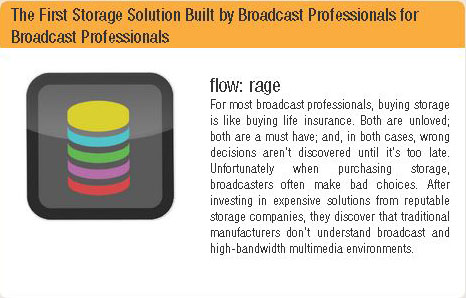 The First Storage Solution Built by Broadcast Professionals for
Broadcast Professionals
flow: rage
For most broadcast professionals, buying storage
is like buying life insurance. Both are unloved;
both are a must have; and, in both cases, wrong
decisions aren't discovered until it's too late.
Unfortunately when purchasing storage,
broadcasters often make bad choices. After
investing in expensive solutions from reputable
storage companies, they discover that traditional
manufacturers don't understand broadcast and
high-bandwidth multimedia environments.